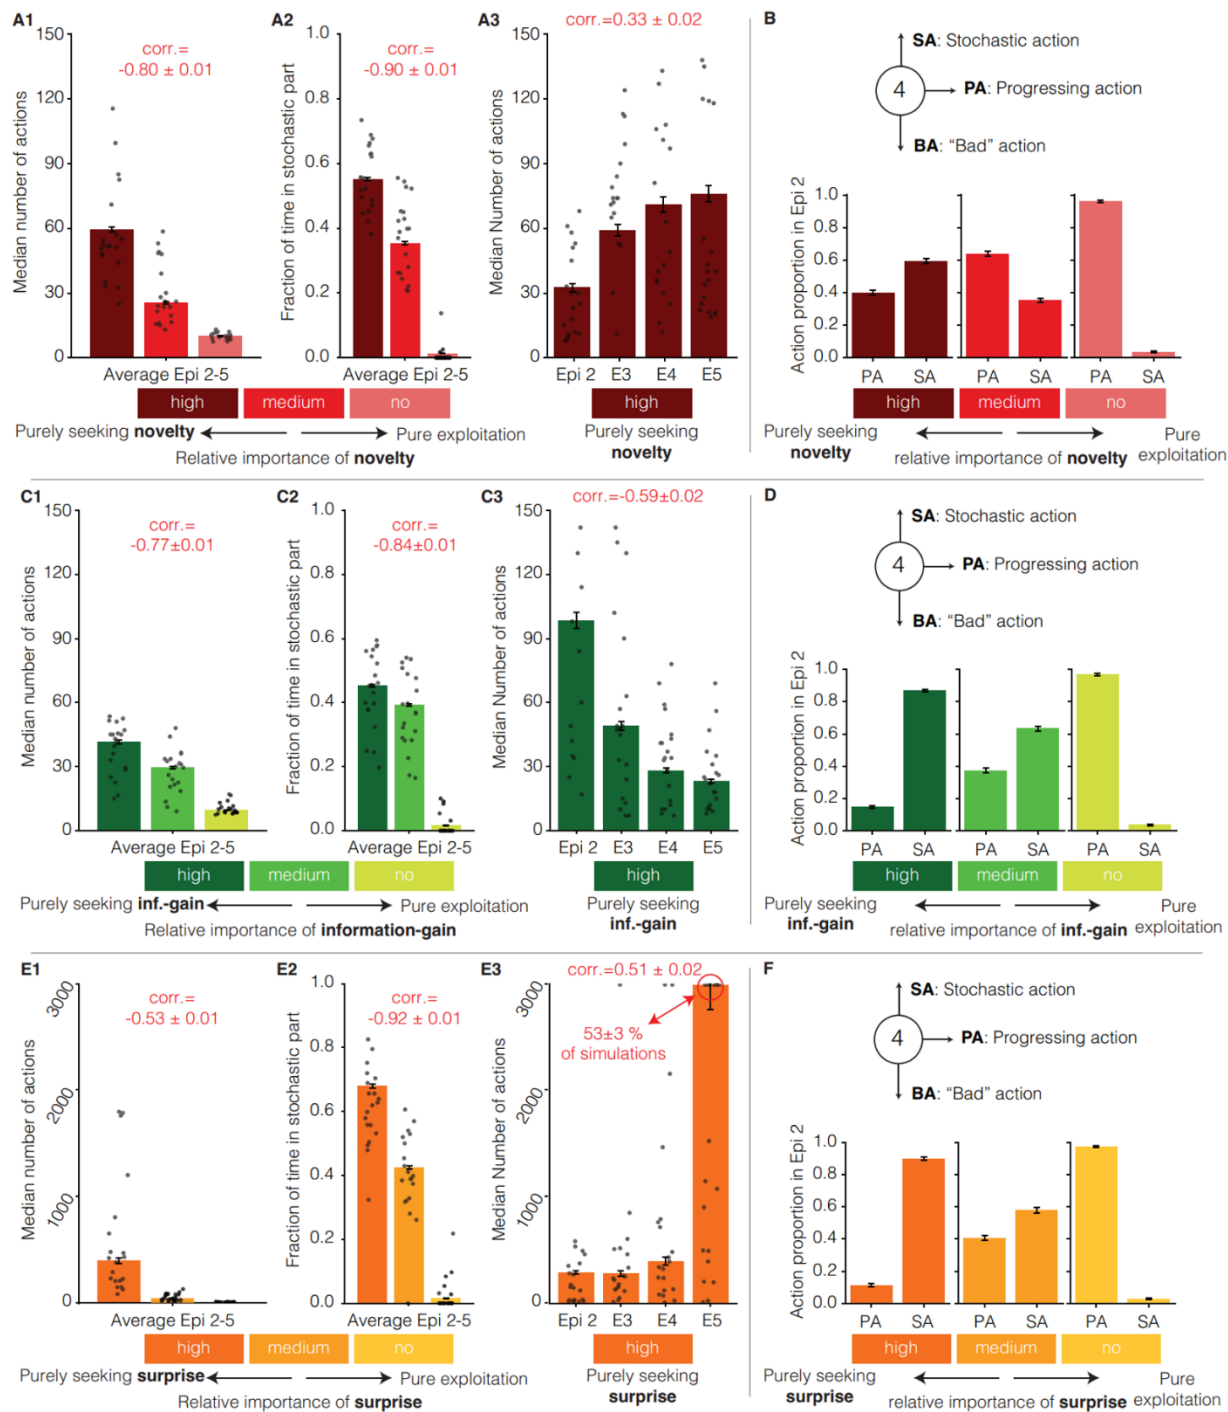 A1
corr.=
-0.80 ± 0.01
Median number of actions
150
120
90
60
30
0
Average Epi 2-5
A2
corr.=
-0.90 ± 0.01
Fraction of time in stochastic part
1.0
0.8
0.6
0.4
0.2
0.0
Average Epi 2-5
high
medium
no
Purely seeking novelty
Pure exploitation
Relative importance of novelty
A3
corr.=0.33 ± 0.02
Median Number of actions
150
120
90
60
30
0
Epi 2 E3 E4 E5
high
Purely seeking
novelty
B
SA: Stochastic action
4
PA: Progressing action
BA: “Bad” action
Action proportion in Epi 2
1.0
0.8
0.6
0.4
0.2
0.0
PA SA PA SA PA SA
high
medium
no
Purely seeking
novelty
relative importance of novelty
Pure
exploitation
C1
corr.=
-0.77±0.01
Median number of actions
150
120
90
60
30
0
Average Epi 2-5
C2
corr.=
-0.84±0.01
Fraction of time in stochastic part
1.0
0.8
0.6
0.4
0.2
0.0
Average Epi 2-5
high
medium
no
Purely seeking inf.-gain
Pure exploitation
Relative importance of information-gain
C3
corr.=-0.59±0.02
Median Number of actions
150
120
90
60
30
0
Epi 2 E3 E4 E5
high
Purely seeking
inf.-gain
D
SA: Stochastic action
4
PA: Progressing action
BA: “Bad” action
Action proportion in Epi 2
1.0
0.8
0.6
0.4
0.2
0.0
PA SA PA SA PA SA
high
medium
no
Purely seeking
inf.-gain
relative importance of inf.-gain
Pure
exploitation
E1
corr.=
-0.53 ± 0.01
Median number of actions
3000
2000
1000
0
Average Epi 2-5
E2
corr.=
-0.92 ± 0.01
Fraction of time in stochastic part
1.0
0.8
0.6
0.4
0.2
0.0
Average Epi 2-5
high
medium
no
Purely seeking surprise
Pure exploitation
Relative importance of surprise
E3
corr.=0.51 ± 0.02
53±3 %
of simulations
Median Number of actions
3000
2000
1000
0
Epi 2 E3 E4 E5
high
Purely seeking
surprise
F
SA: Stochastic action
4
PA: Progressing action
BA: “Bad” action
Action proportion in Epi 2
1.0
0.8
0.6
0.4
0.2
0.0
PA SA PA SA PA SA
high
medium
no
Purely seeking
surprise
relative importance of surprise
Pure
exploitation